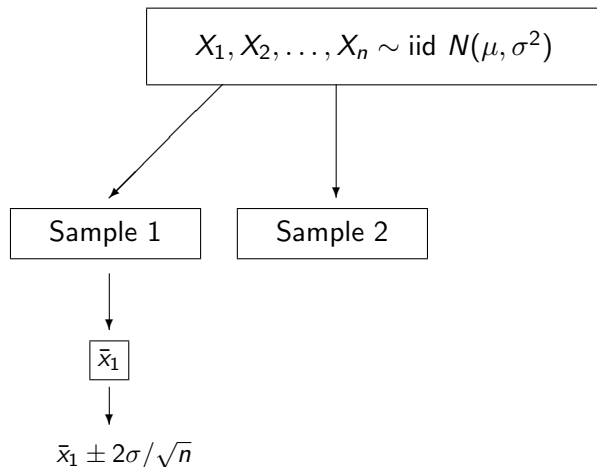 X₁, X₂, . . . , Xₙ ∼ iid N(μ, σ²)
Sample 1
Sample 2
x̄₁
x̄₁ ± 2σ/√n